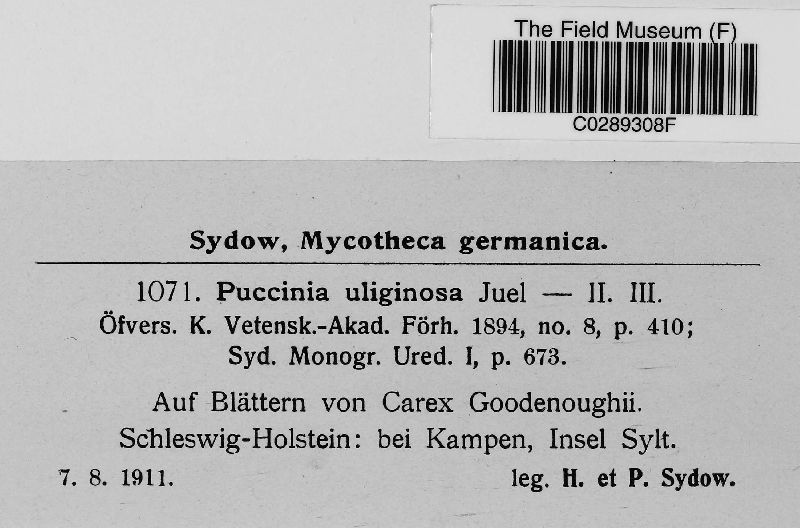 The Field Museum (F)
C0289308F
Sydow, Mycotheca germanica.
1071. Puccinia uliginosa Juel — II. III.
Öfvers. K. Vetensk.-Akad. Förh. 1894, no. 8, p. 410;
Syd. Monogr. Ured. I, p. 673.
Auf Blättern von Carex Goodenoughii.
Schleswig-Holstein: bei Kampen, Insel Sylt.
7. 8. 1911. leg. H. et P. Sydow.